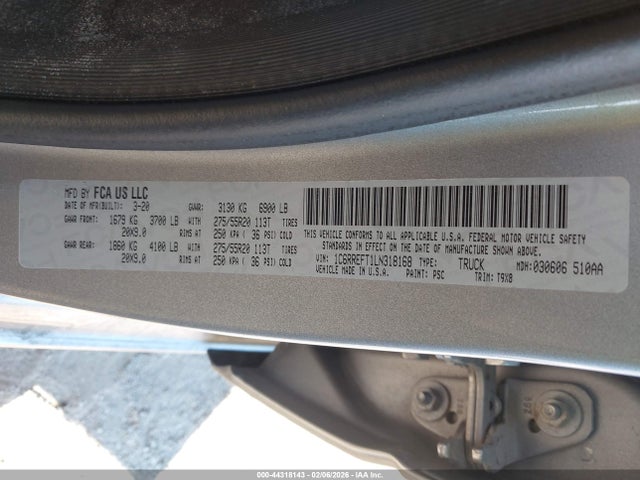 MFD BY FCA US LLC
DATE OF MFR(BUILT): 3-20 GVWR: 3130 KG 6900 LB
GAWR FRONT: 1679 KG 3700 LB WITH 275/55R20 113T TIRES
20X9.0 RIMS AT 250 KPA ( 36 PSI) COLD
GAWR REAR: 1860 KG 4100 LB WITH 275/55R20 113T TIRES
20X9.0 RIMS AT 250 KPA ( 36 PSI) COLD
THIS VEHICLE CONFORMS TO ALL APPLICABLE U.S.A. FEDERAL MOTOR VEHICLE SAFETY
STANDARDS IN EFFECT ON THE DATE OF MANUFACTURE SHOWN ABOVE.
VIN: 1C6RREFT1LN318168 TYPE: TRUCK MDH: 030606 510AA
VEHICLE MADE IN U.S.A. PAINT: PSC TRIM: T9X8
000-44318143 - 02/06/2026 - IAAI.COM